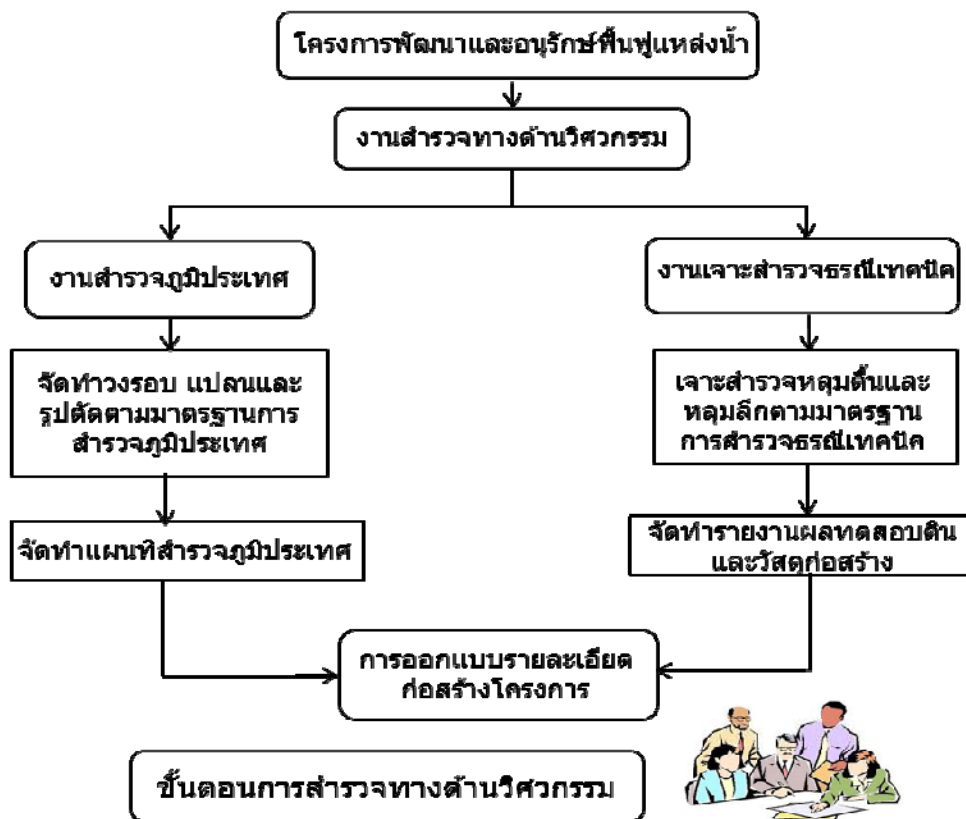 โครงการพัฒนาและอนุรักษ์ฟื้นฟูแหล่งน้ำ
งานสำรวจทางด้านวิศวกรรม
งานสำรวจภูมิประเทศ
งานเจาะสำรวจธรณีเทคนิค
จัดทำวงรอบ แปลนและ
รูปตัดตามมาตรฐานการ
สำรวจภูมิประเทศ
เจาะสำรวจหลุมตื้นและ
หลุมลึกตามมาตรฐาน
การสำรวจธรณีเทคนิค
จัดทำแผนที่สำรวจภูมิประเทศ
จัดทำรายงานผลทดสอบดิน
และวัสดุก่อสร้าง
การออกแบบรายละเอียด
ก่อสร้างโครงการ
ขั้นตอนการสำรวจทางด้านวิศวกรรม